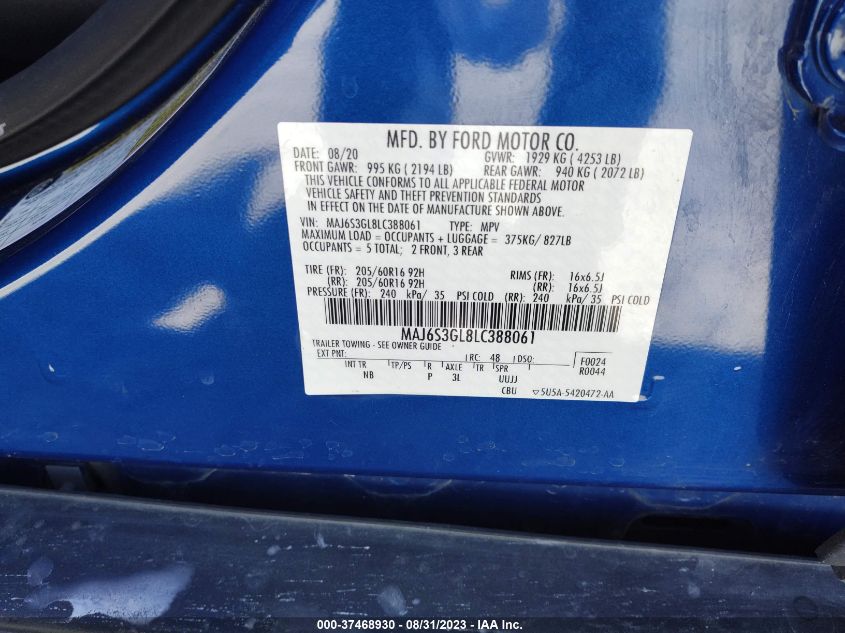 MFD. BY FORD MOTOR CO.
DATE: 08/20 GVWR: 1929 KG ( 4253 LB)
FRONT GAWR: 995 KG ( 2194 LB) REAR GAWR: 940 KG ( 2072 LB)
THIS VEHICLE CONFORMS TO ALL APPLICABLE FEDERAL MOTOR
VEHICLE SAFETY AND THEFT PREVENTION STANDARDS
IN EFFECT ON THE DATE OF MANUFACTURE SHOWN ABOVE.
VIN: MAJ6S3GL8LC388061 TYPE: MPV
MAXIMUM LOAD = OCCUPANTS + LUGGAGE = 375KG/ 827LB
OCCUPANTS = 5 TOTAL; 2 FRONT, 3 REAR
TIRE (FR): 205/60R16 92H RIMS (FR): 16x6.5J
(RR): 205/60R16 92H (RR): 16x6.5J
PRESSURE (FR): 240 kPa/ 35 PSI COLD (RR): 240 kPa/ 35 PSI COLD
MAJ6S3GL8LC388061
TRAILER TOWING - SEE OWNER GUIDE
EXT PNT: RC: 48 DSO: F0024
R0044
INT TR TP/PS R AXLE TR SPR
NB P 3L UUJJ
CBU ▽5U5A-5420472-AA
000-37468930 - 08/31/2023 - IAA Inc.